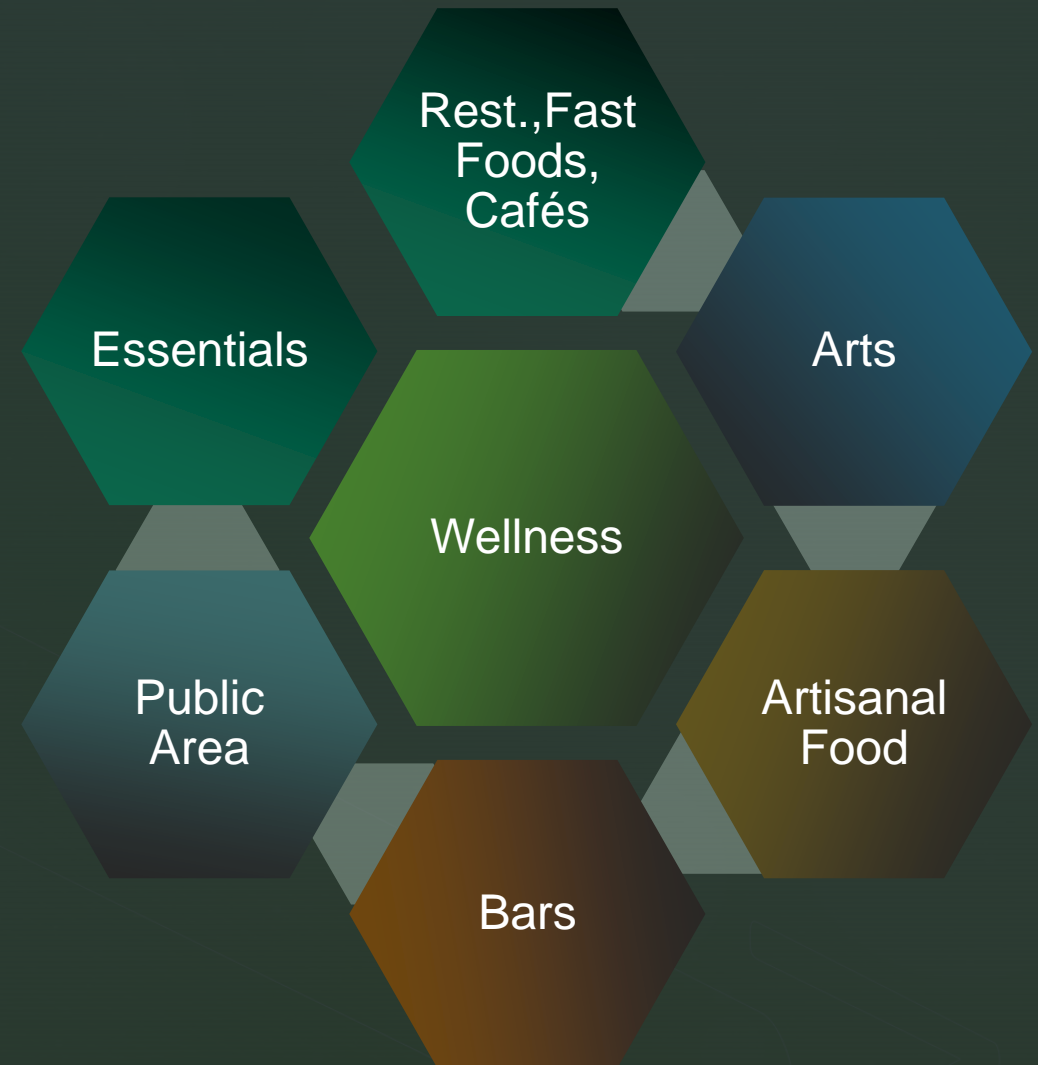 Rest.,Fast
Foods,
Cafés
Essentials
Arts
Wellness
Public
Area
Artisanal
Food
Bars